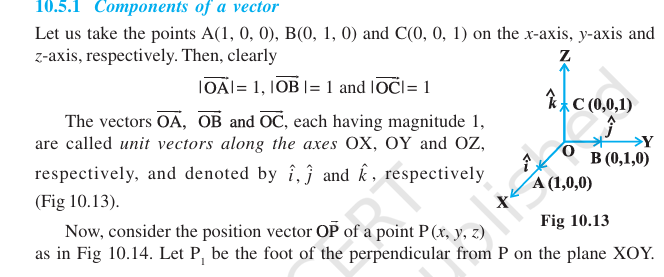 10.5.1 Components of a vector
Let us take the points A(1, 0, 0), B(0, 1, 0) and C(0, 0, 1) on the x-axis, y-axis and
z-axis, respectively. Then, clearly
|OA⃗|= 1, |OB⃗ |= 1 and |OC⃗|= 1
The vectors OA⃗, OB⃗ and OC⃗, each having magnitude 1,
are called unit vectors along the axes OX, OY and OZ,
respectively, and denoted by î, ĵ and k̂ , respectively
(Fig 10.13).
Z
k̂ C (0,0,1)
ĵ
Y
O
B (0,1,0)
î
A (1,0,0)
X
Fig 10.13
Now, consider the position vector OP⃗ of a point P(x, y, z)
as in Fig 10.14. Let P₁ be the foot of the perpendicular from P on the plane XOY.